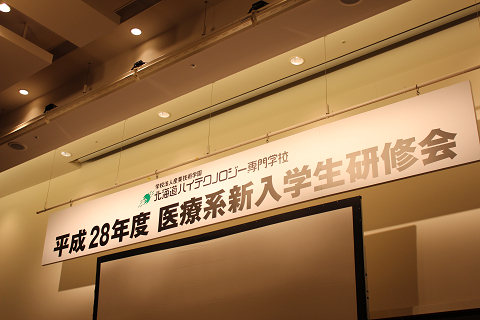 学校法人産業技術学園
北海道ハイテクノロジー専門学校
平成28年度 医療系新入学生研修会